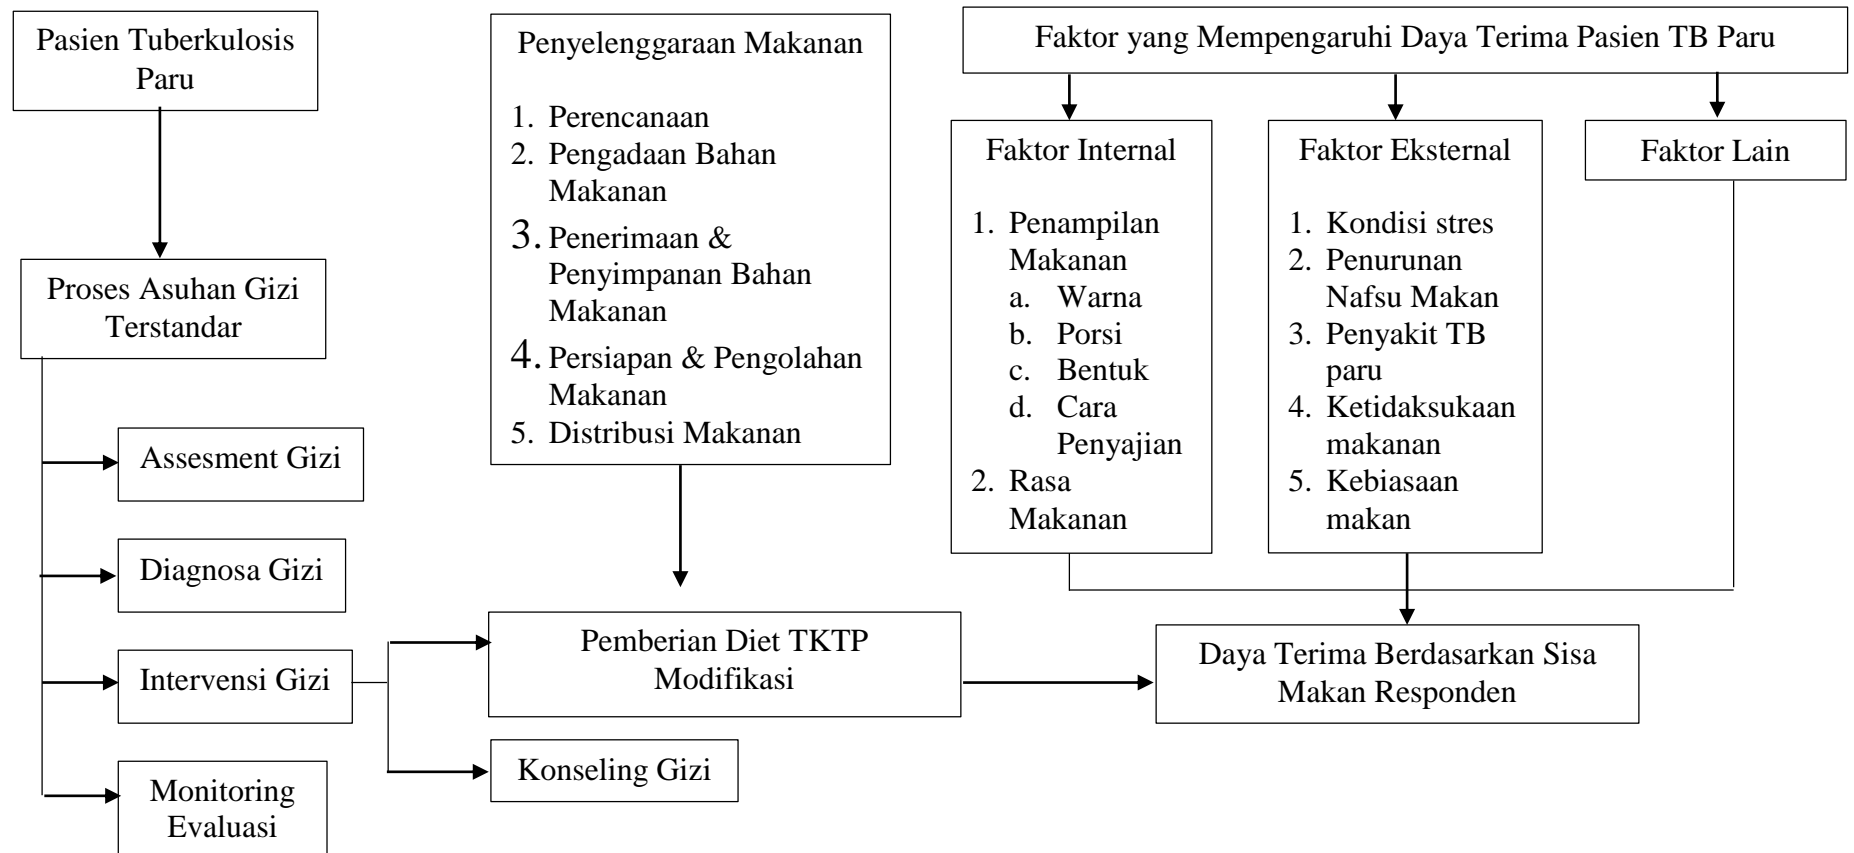 Pasien Tuberkulosis
Paru
Proses Asuhan Gizi
Terstandar
Assesment Gizi
Diagnosa Gizi
Intervensi Gizi
Monitoring
Evaluasi
Penyelenggaraan Makanan
1. Perencanaan
2. Pengadaan Bahan
Makanan
3. Penerimaan &
Penyimpanan Bahan
Makanan
4. Persiapan & Pengolahan
Makanan
5. Distribusi Makanan
Pemberian Diet TKTP
Modifikasi
Konseling Gizi
Faktor yang Mempengaruhi Daya Terima Pasien TB Paru
Faktor Internal
1. Penampilan
Makanan
a. Warna
b. Porsi
c. Bentuk
d. Cara
Penyajian
2. Rasa
Makanan
Faktor Eksternal
1. Kondisi stres
2. Penurunan
Nafsu Makan
3. Penyakit TB
paru
4. Ketidaksukaan
makanan
5. Kebiasaan
makan
Faktor Lain
Daya Terima Berdasarkan Sisa
Makan Responden